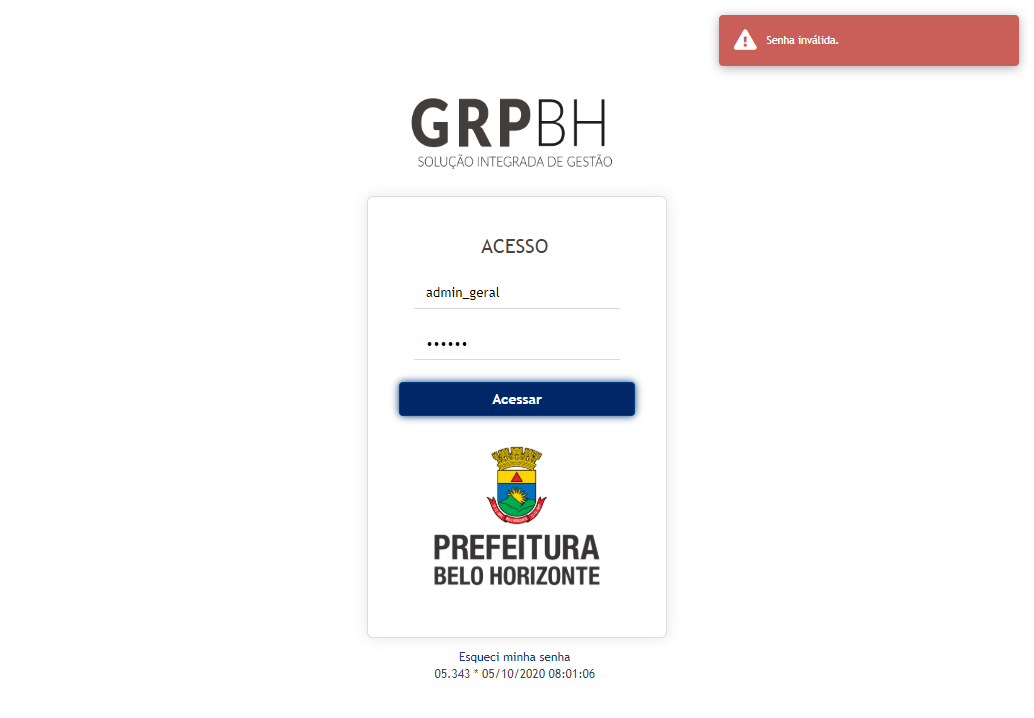 Senha inválida.
GRPBH
SOLUÇÃO INTEGRADA DE GESTÃO
ACESSO
admin_geral
••••••
Acessar
PREFEITURA
BELO HORIZONTE
Esqueci minha senha
05.343 * 05/10/2020 08:01:06